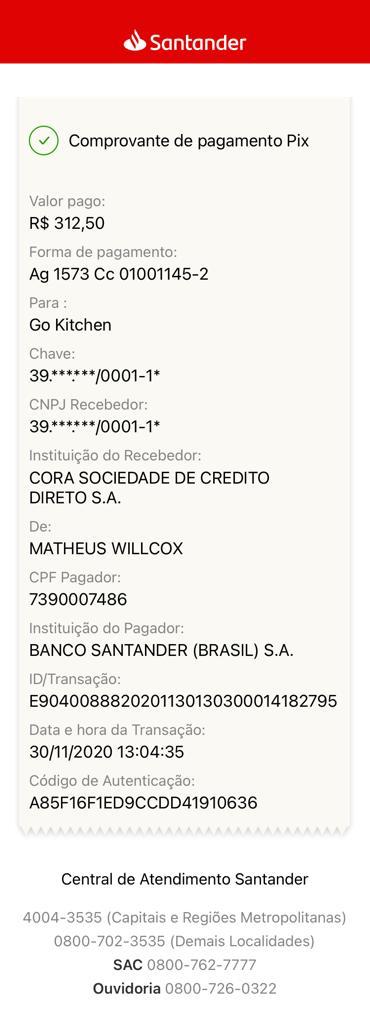 Santander
Comprovante de pagamento Pix
Valor pago:
R$ 312,50
Forma de pagamento:
Ag 1573 Cc 01001145-2
Para :
Go Kitchen
Chave:
39.***.***/0001-1*
CNPJ Recebedor:
39.***.***/0001-1*
Instituição do Recebedor:
CORA SOCIEDADE DE CREDITO
DIRETO S.A.
De:
MATHEUS WILLCOX
CPF Pagador:
7390007486
Instituição do Pagador:
BANCO SANTANDER (BRASIL) S.A.
ID/Transação:
E9040088820201130130300014182795
Data e hora da Transação:
30/11/2020 13:04:35
Código de Autenticação:
A85F16F1ED9CCDD41910636
Central de Atendimento Santander
4004-3535 (Capitais e Regiões Metropolitanas)
0800-702-3535 (Demais Localidades)
SAC 0800-762-7777
Ouvidoria 0800-726-0322